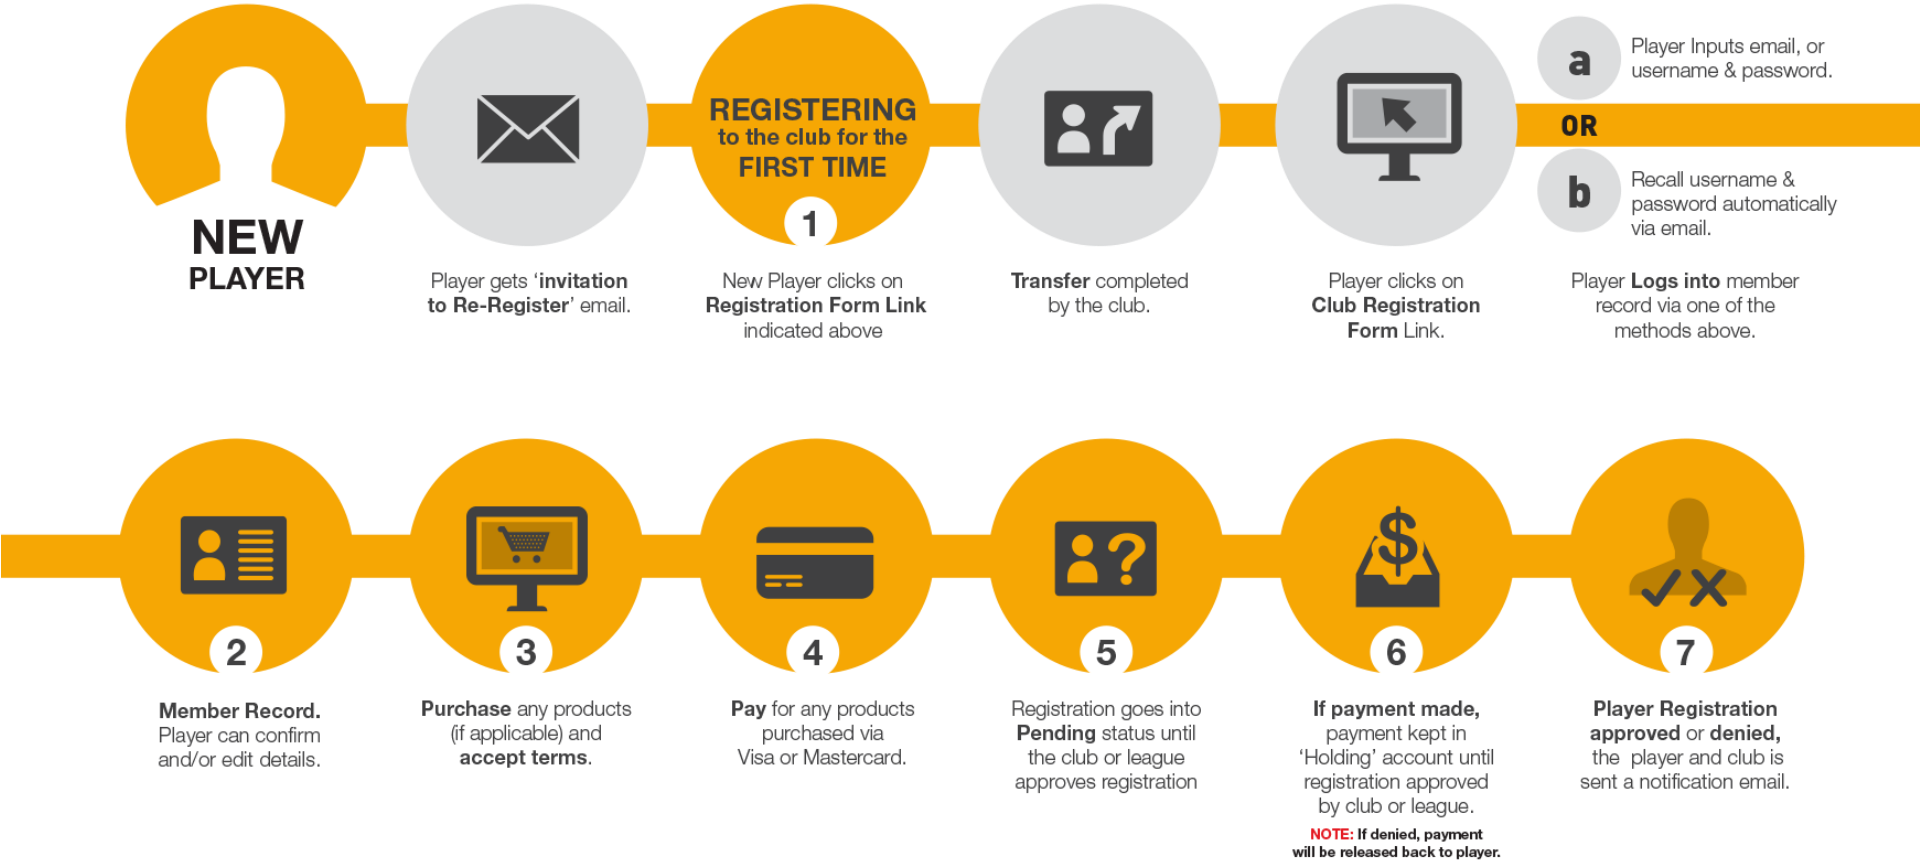 NEW
PLAYER
Player gets ‘invitation
to Re-Register’ email.
REGISTERING
to the club for the
FIRST TIME
1
New Player clicks on
Registration Form Link
indicated above
Transfer completed
by the club.
Player clicks on
Club Registration
Form Link.
a
Player Inputs email, or
username & password.
OR
b
Recall username &
password automatically
via email.
Player Logs into member
record via one of the
methods above.
2
Member Record.
Player can confirm
and/or edit details.
3
Purchase any products
(if applicable) and
accept terms.
4
Pay for any products
purchased via
Visa or Mastercard.
?
5
Registration goes into
Pending status until
the club or league
approves registration
$
6
If payment made,
payment kept in
‘Holding’ account until
registration approved
by club or league.
NOTE: If denied, payment
will be released back to player.
7
Player Registration
approved or denied,
the player and club is
sent a notification email.